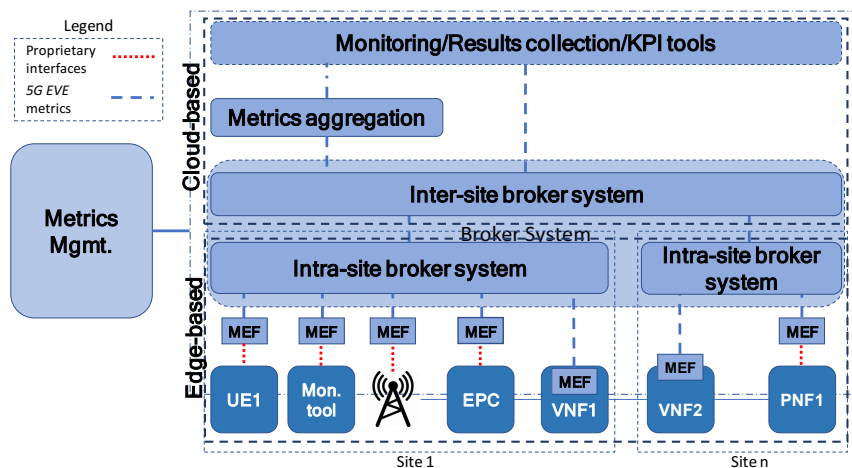 Legend
Proprietary
interfaces
5G EVE
metrics
Cloud-based
Monitoring/Results collection/KPI tools
Metrics aggregation
Inter-site broker system
Metrics
Mgmt.
Broker System
Edge-based
Intra-site broker system
Intra-site broker
system
MEF
MEF
MEF
MEF
MEF
MEF
MEF
UE1
Mon.
tool
EPC
VNF1
VNF2
PNF1
Site 1
Site n